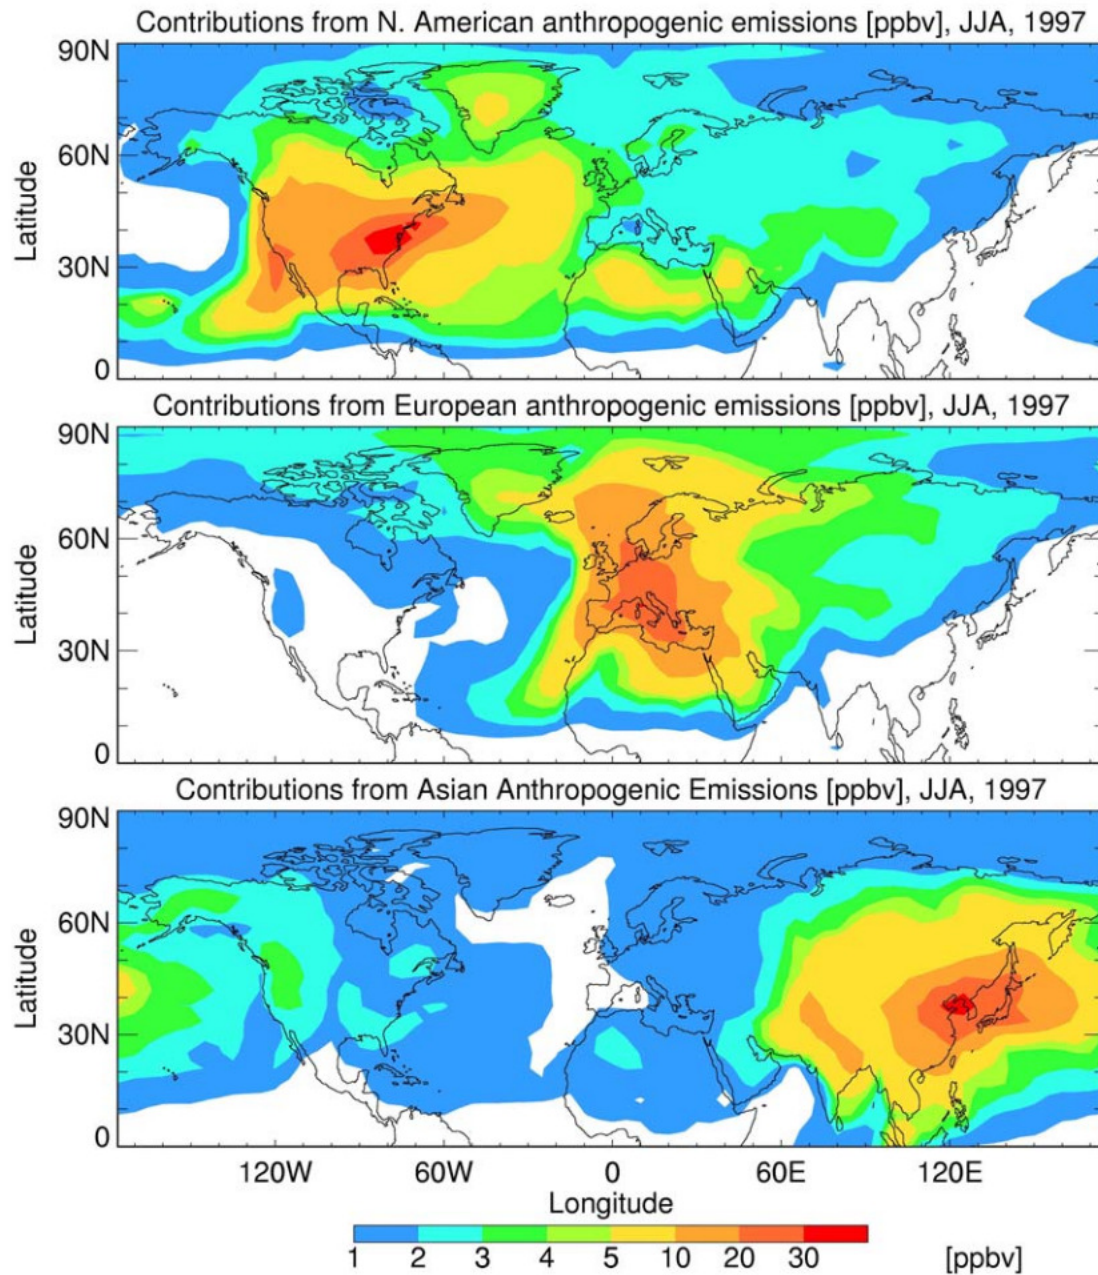 Contributions from N. American anthropogenic emissions [ppbv], JJA, 1997
90N
60N
30N
0
Latitude
Contributions from European anthropogenic emissions [ppbv], JJA, 1997
90N
60N
30N
0
Latitude
Contributions from Asian Anthropogenic Emissions [ppbv], JJA, 1997
90N
60N
30N
0
Latitude
120W 60W 0 60E 120E
Longitude
1 2 3 4 5 10 20 30 [ppbv]